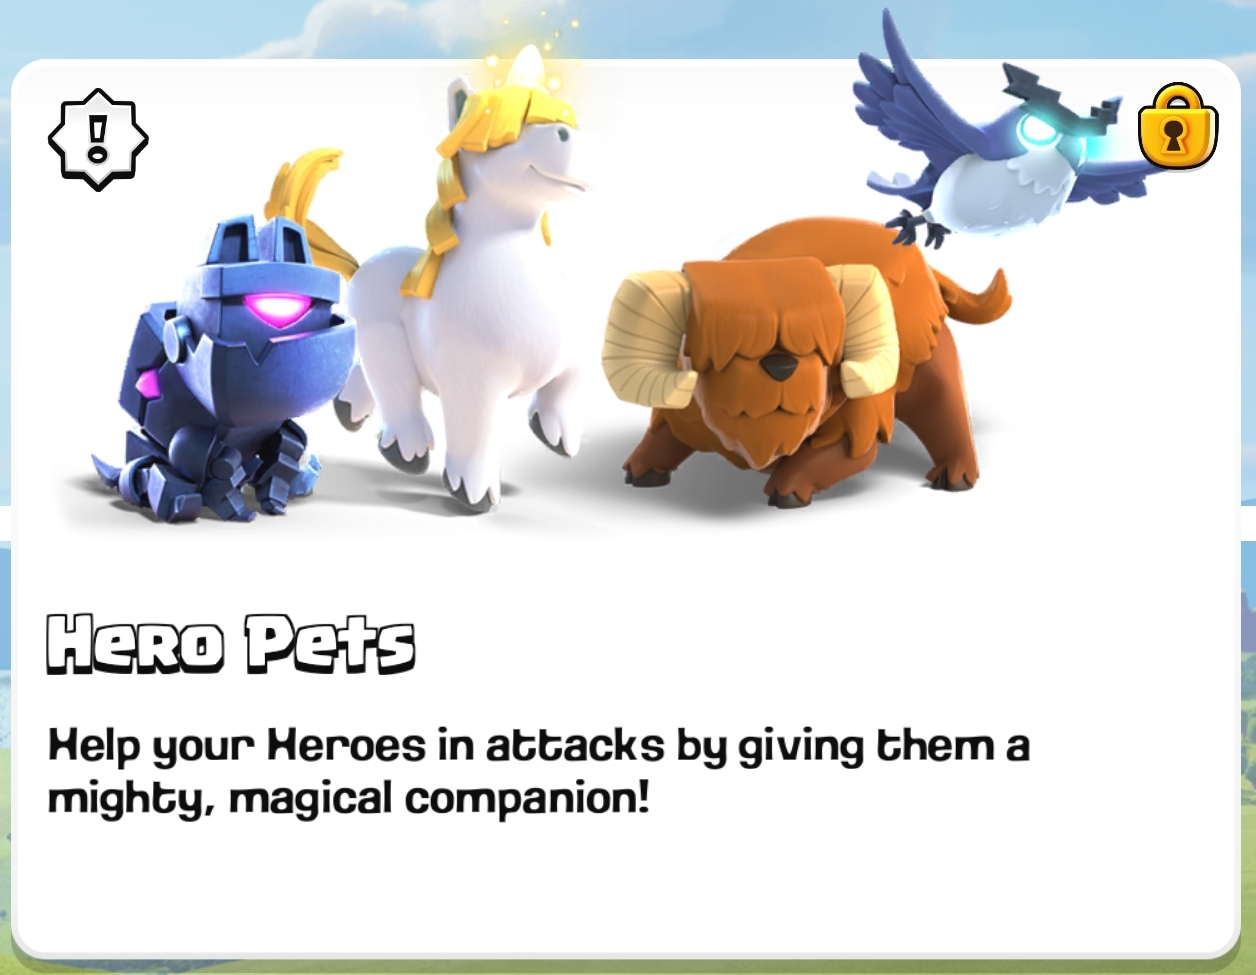 Hero Pets
Help your Heroes in attacks by giving them a
mighty, magical companion!